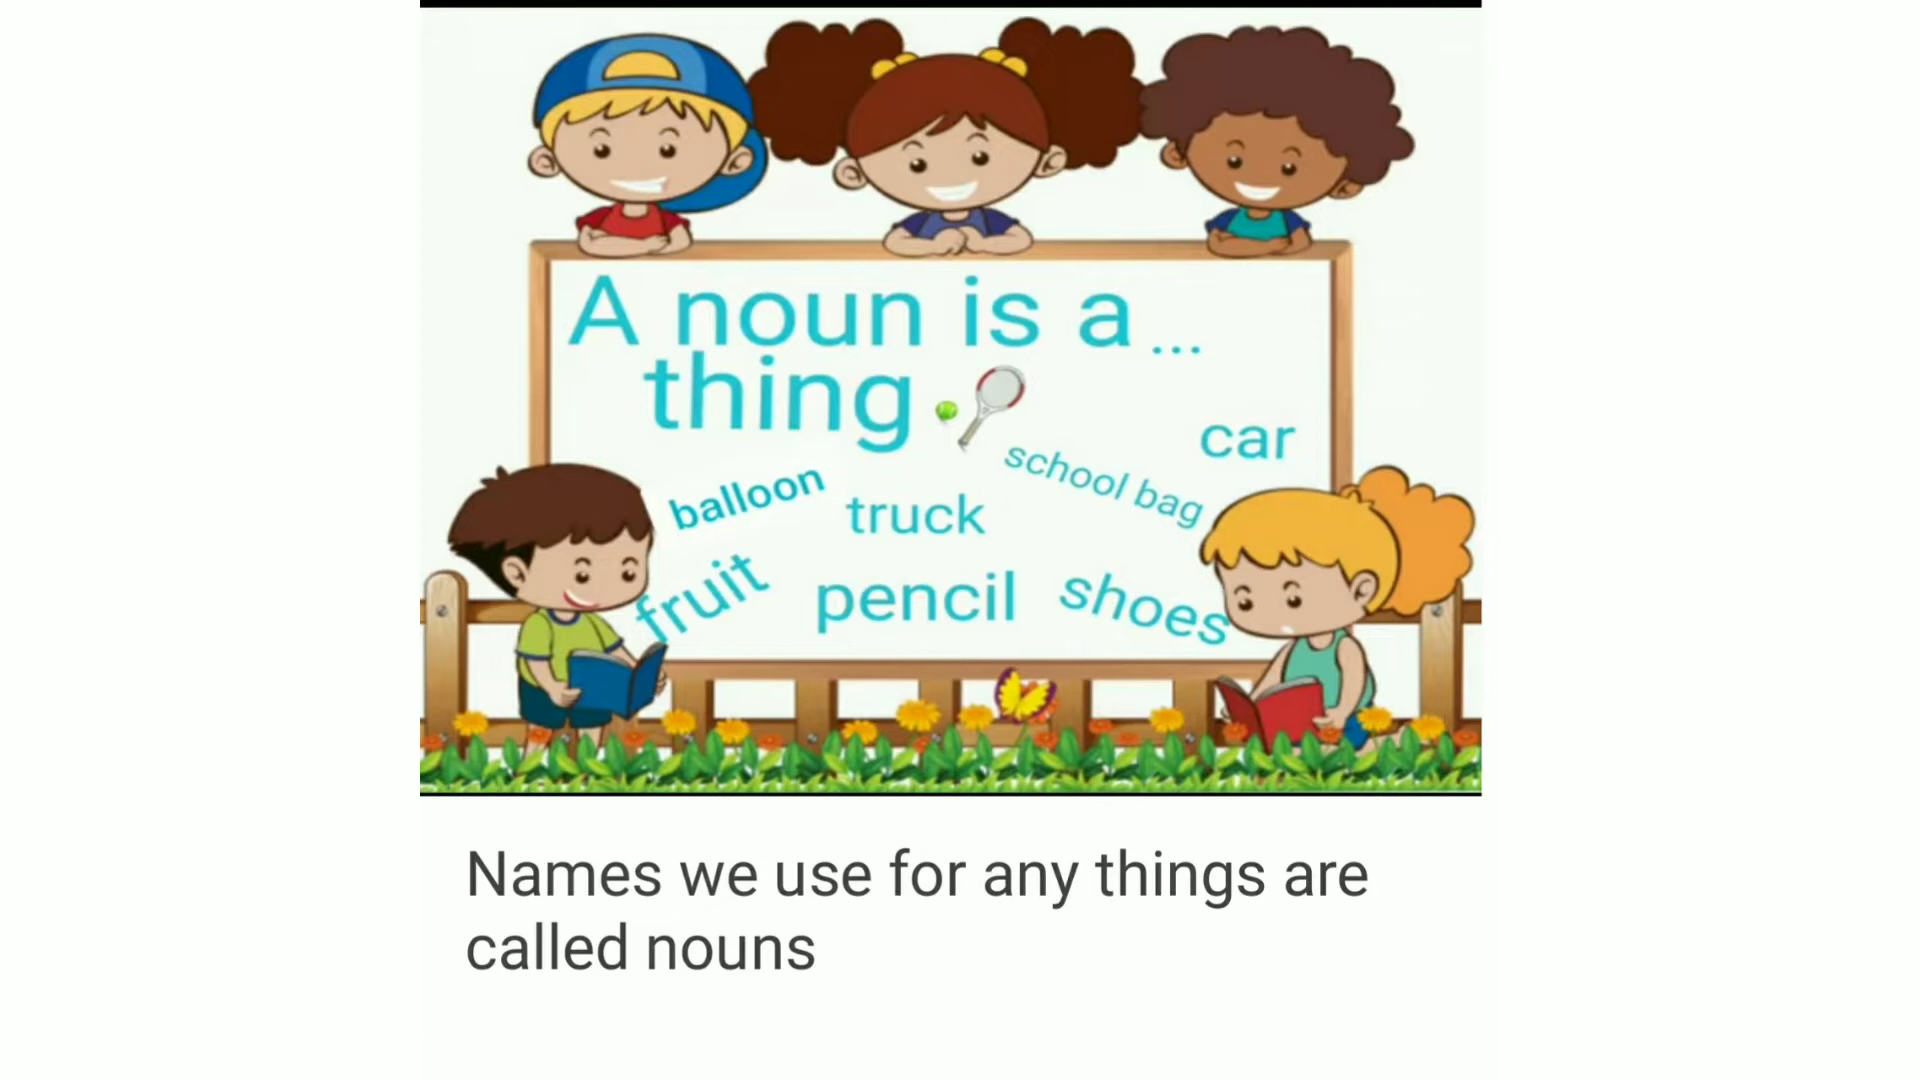 A noun is a ...
thing
car
school bag
balloon
truck
fruit
pencil
shoes
Names we use for any things are
called nouns